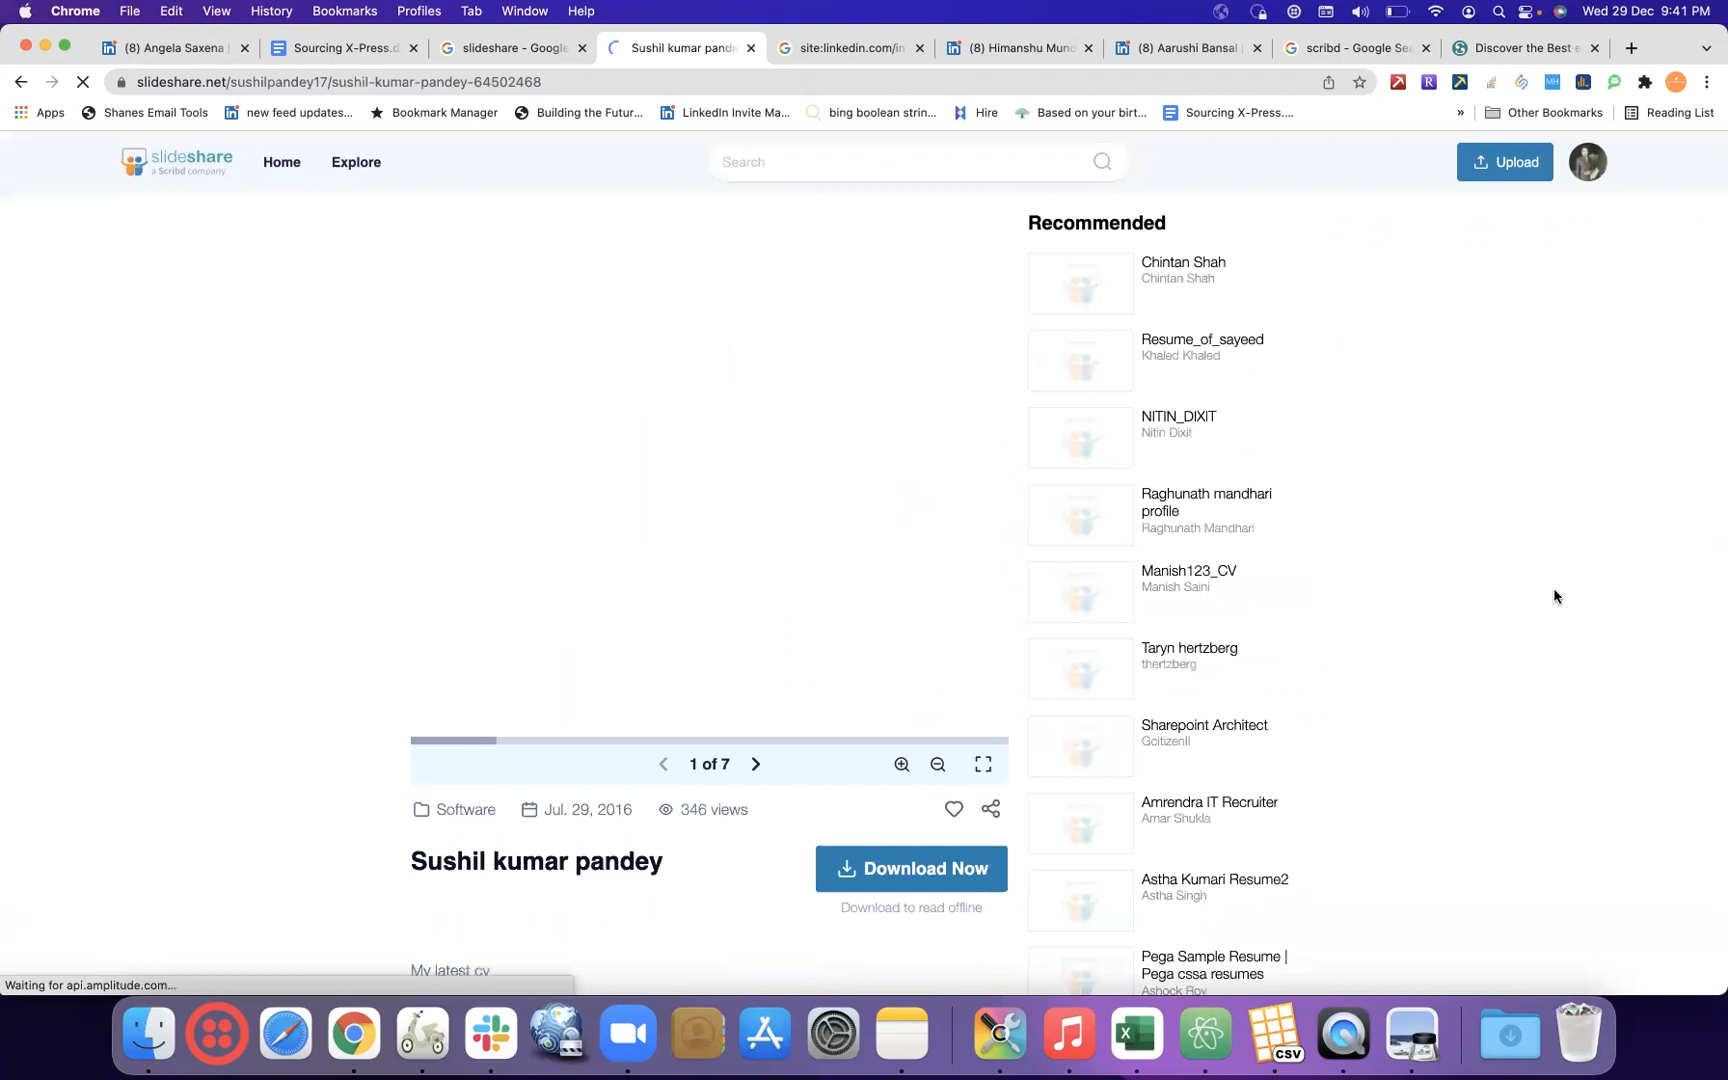 Chrome File Edit View History Bookmarks Profiles Tab Window Help Wed 29 Dec 9:41 PM
(8) Angela Saxena | Sourcing X-Press.d slideshare - Google Sushil kumar pand site:linkedin.com/in (8) Himanshu Mund (8) Aarushi Bansal | scribd - Google Sea Discover the Best e
slideshare.net/sushilpandey17/sushil-kumar-pandey-64502468
Apps Shanes Email Tools new feed updates... Bookmark Manager Building the Futur... LinkedIn Invite Ma... bing boolean strin... Hire Based on your birt... Sourcing X-Press.... » Other Bookmarks Reading List
slideshare
a Scribd company
Home Explore Search Upload
Recommended
Chintan Shah
Chintan Shah
Resume_of_sayeed
Khaled Khaled
NITIN_DIXIT
Nitin Dixit
Raghunath mandhari
profile
Raghunath Mandhari
Manish123_CV
Manish Saini
Taryn hertzberg
thertzberg
Sharepoint Architect
GcitizenII
Amrendra IT Recruiter
Amar Shukla
Astha Kumari Resume2
Astha Singh
Pega Sample Resume |
Pega cssa resumes
Ashock Roy
1 of 7
Software Jul. 29, 2016 346 views
Sushil kumar pandey
Download Now
Download to read offline
My latest cv
Waiting for api.amplitude.com...
CSV